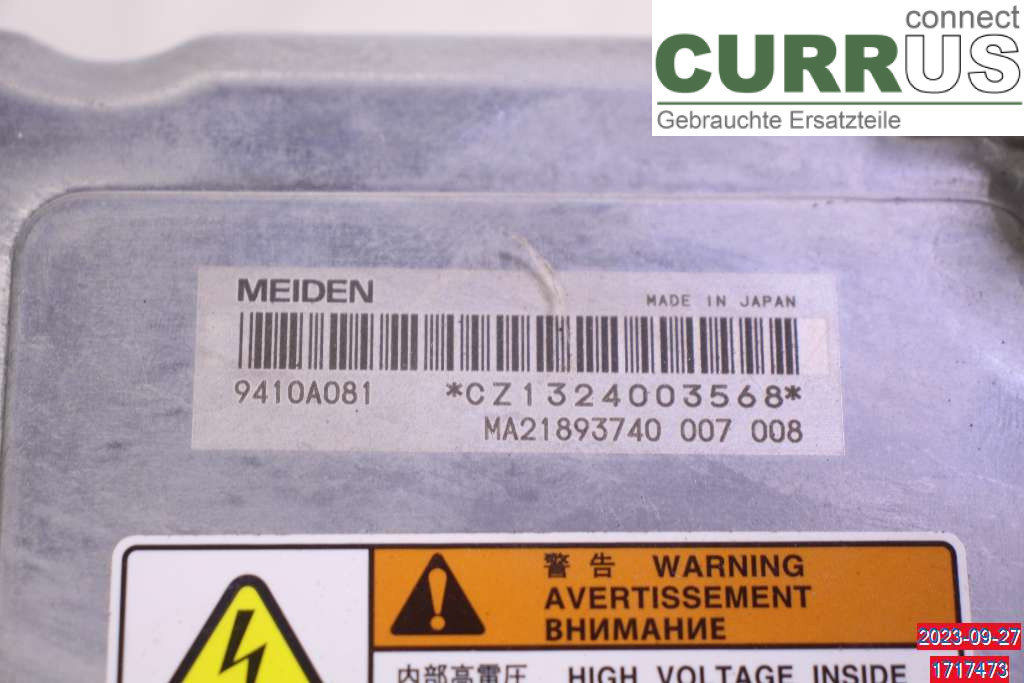 connect
CURRUS
Gebrauchte Ersatzteile
MEIDEN
MADE IN JAPAN
9410A081 *CZ1324003568*
MA21893740 007 008
警告 WARNING
AVERTISSEMENT
ВНИМАНИЕ
内部高電圧 HIGH VOLTAGE INSIDE
2023-09-27
1717473